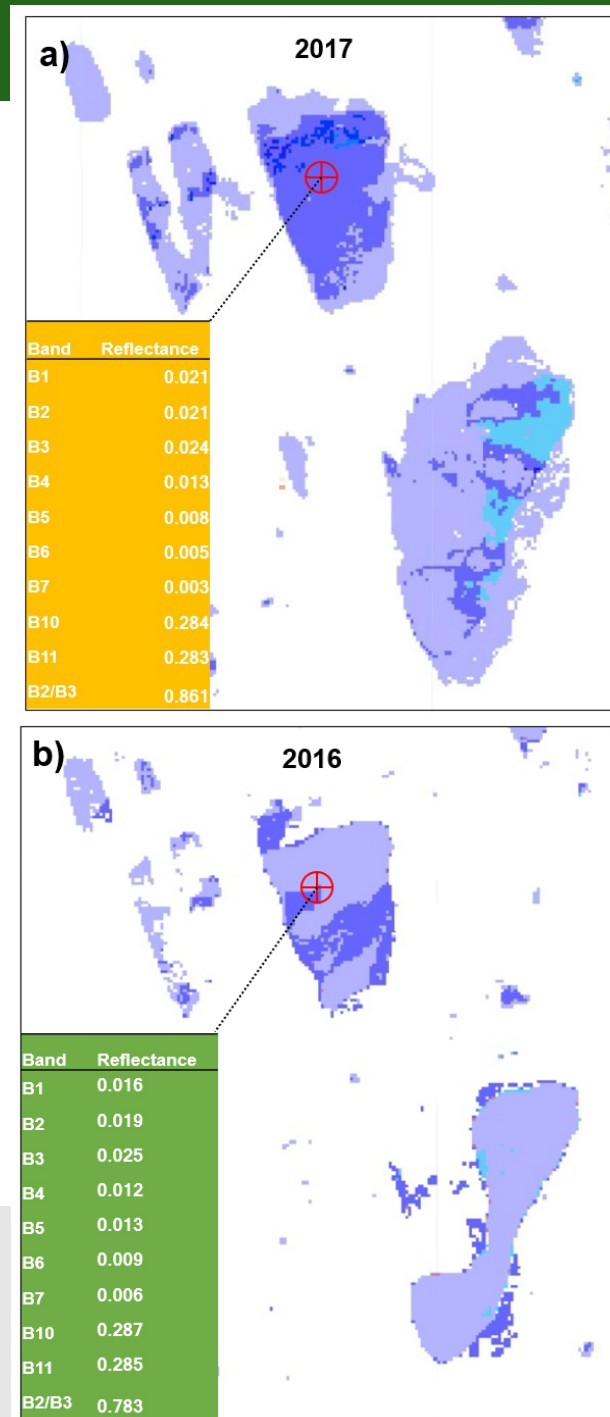 a)
2017
Band Reflectance
B1 0.021
B2 0.021
B3 0.024
B4 0.013
B5 0.008
B6 0.005
B7 0.003
B10 0.284
B11 0.283
B2/B3 0.861
b)
2016
Band Reflectance
B1 0.016
B2 0.019
B3 0.025
B4 0.012
B5 0.013
B6 0.009
B7 0.006
B10 0.287
B11 0.285
B2/B3 0.783